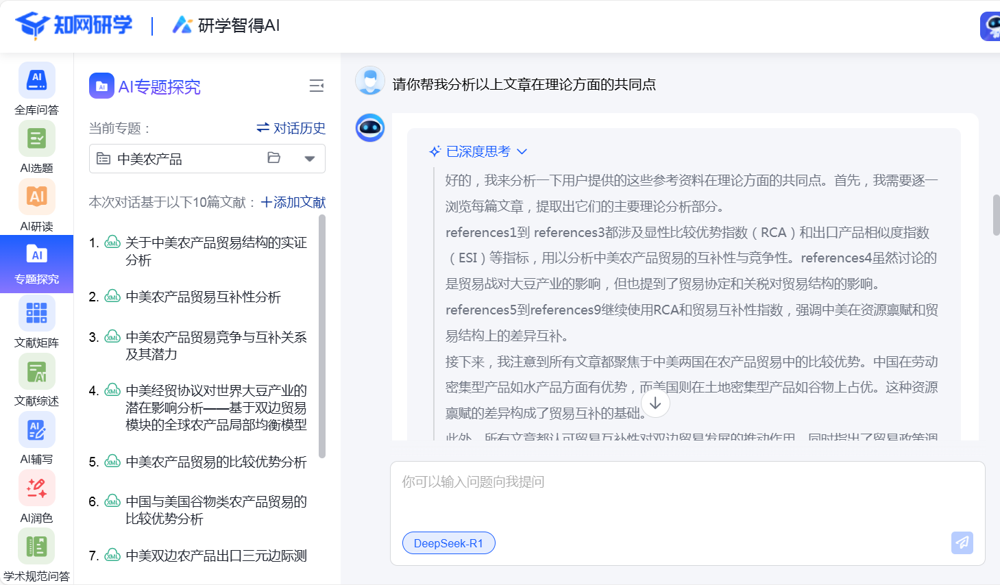 知网研学
研学智得AI
AI
全库问答
AI选题
AI
AI研读
AI
专题探究
文献矩阵
AI
文献综述
AI
AI辅写
AI润色
学术规范问答
AI
AI专题探究
当前专题：
对话历史
中美农产品
本次对话基于以下10篇文献：
+添加文献
1. XML 关于中美农产品贸易结构的实证
分析
2. XML 中美农产品贸易互补性分析
3. XML 中美农产品贸易竞争与互补关系
及其潜力
4. XML 中美经贸协议对世界大豆产业的
潜在影响分析——基于双边贸易
模块的全球农产品局部均衡模型
5. XML 中美农产品贸易的比较优势分析
6. XML 中国与美国谷物类农产品贸易的
比较优势分析
7. XML 中美双边农产品出口三元边际测
请你帮我分析以上文章在理论方面的共同点
已深度思考
好的，我来分析一下用户提供的这些参考资料在理论方面的共同点。首先，我需要逐一
浏览每篇文章，提取出它们的主要理论分析部分。
references1到 references3都涉及显性比较优势指数（RCA）和出口产品相似度指数
（ESI）等指标，用以分析中美农产品贸易的互补性与竞争性。references4虽然讨论的
是贸易战对大豆产业的影响，但也提到了贸易协定和关税对贸易结构的影响。
references5到references9继续使用RCA和贸易互补性指数，强调中美在资源禀赋和贸
易结构上的差异互补。
接下来，我注意到所有文章都聚焦于中美两国在农产品贸易中的比较优势。中国在劳动
密集型产品如水产品方面有优势，而美国则在土地密集型产品如谷物上占优。这种资源
禀赋的差异构成了贸易互补的基础。
此外，所有文章都认可贸易互补性对双边贸易发展的推动作用，同时指出了贸易政策调
你可以输入问题向我提问
DeepSeek-R1